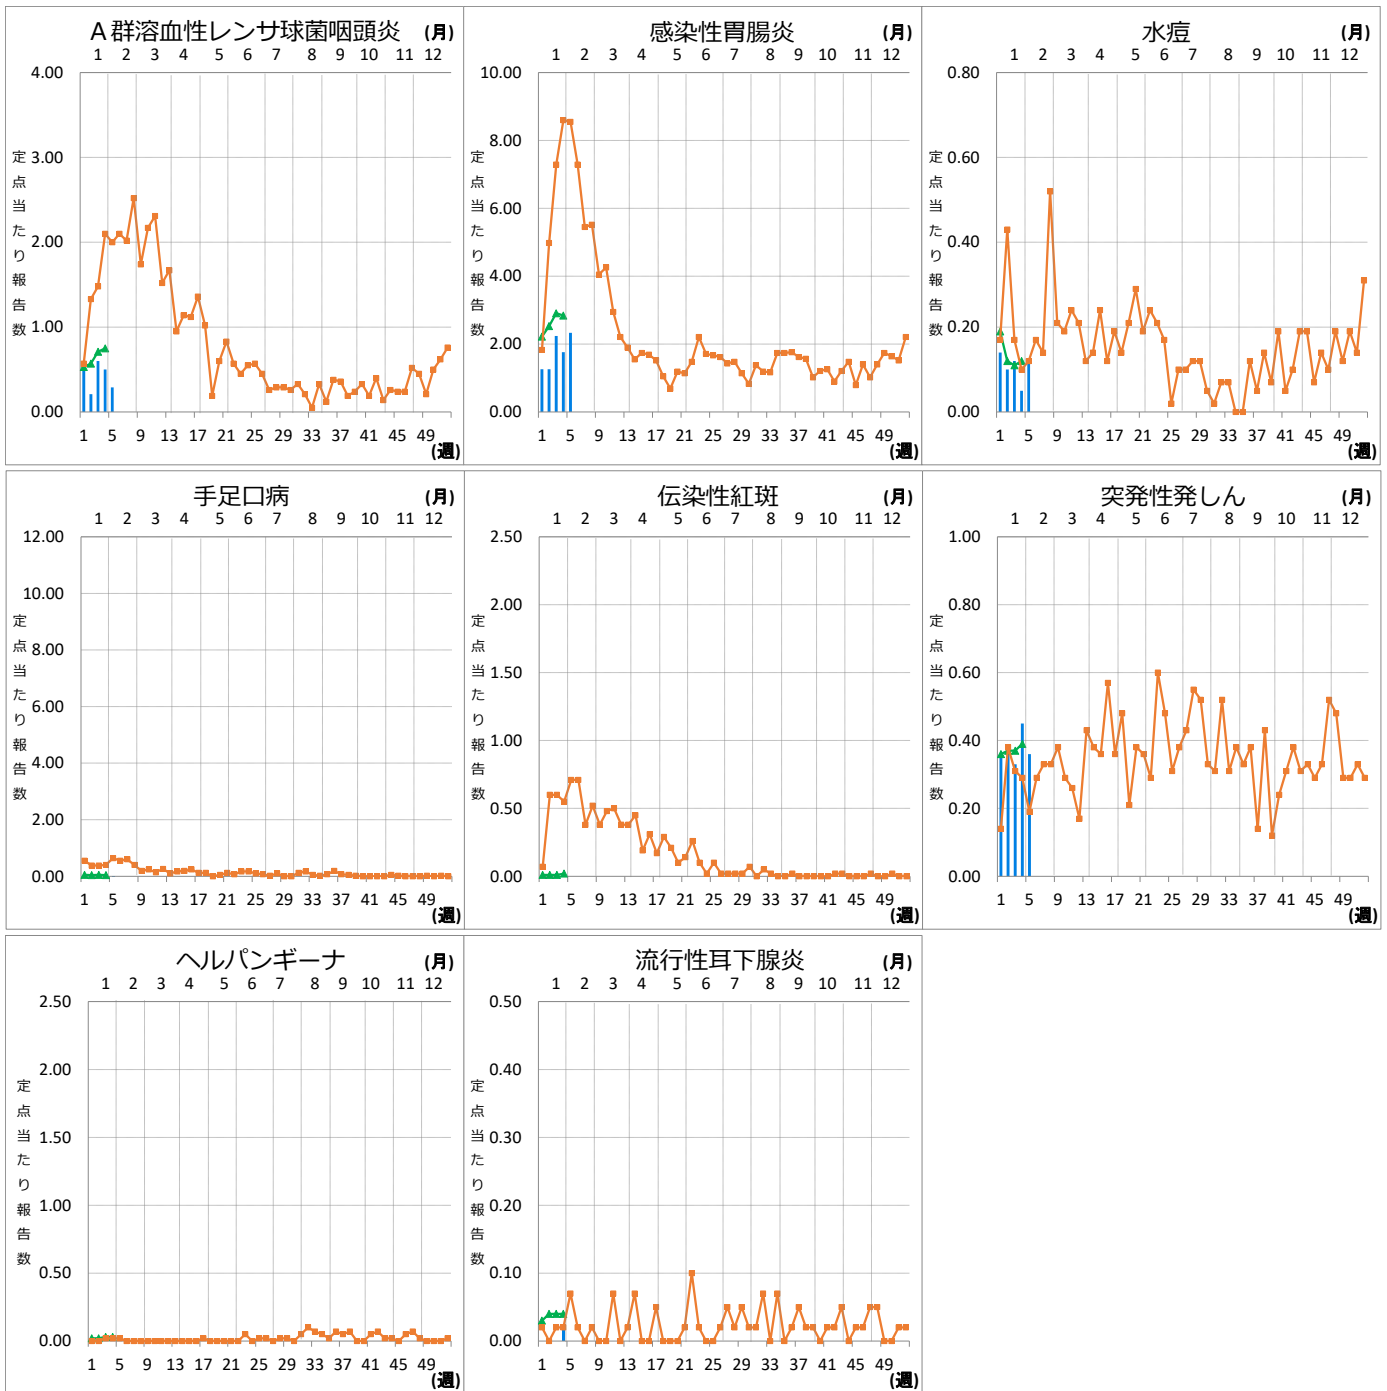 A群溶血性レンサ球菌咽頭炎 (月)
1 2 3 4 5 6 7 8 9 10 11 12
4.00
3.00
2.00
1.00
0.00
定点当たり報告数
1 5 9 13 17 21 25 29 33 37 41 45 49
(週)
感染性胃腸炎 (月)
1 2 3 4 5 6 7 8 9 10 11 12
10.00
8.00
6.00
4.00
2.00
0.00
定点当たり報告数
1 5 9 13 17 21 25 29 33 37 41 45 49
(週)
水痘 (月)
1 2 3 4 5 6 7 8 9 10 11 12
0.80
0.60
0.40
0.20
0.00
定点当たり報告数
1 5 9 13 17 21 25 29 33 37 41 45 49
(週)
手足口病 (月)
1 2 3 4 5 6 7 8 9 10 11 12
12.00
10.00
8.00
6.00
4.00
2.00
0.00
定点当たり報告数
1 5 9 13 17 21 25 29 33 37 41 45 49
(週)
伝染性紅斑 (月)
1 2 3 4 5 6 7 8 9 10 11 12
2.50
2.00
1.50
1.00
0.50
0.00
定点当たり報告数
1 5 9 13 17 21 25 29 33 37 41 45 49
(週)
突発性発しん (月)
1 2 3 4 5 6 7 8 9 10 11 12
1.00
0.80
0.60
0.40
0.20
0.00
定点当たり報告数
1 5 9 13 17 21 25 29 33 37 41 45 49
(週)
ヘルパンギーナ (月)
1 2 3 4 5 6 7 8 9 10 11 12
2.50
2.00
1.50
1.00
0.50
0.00
定点当たり報告数
1 5 9 13 17 21 25 29 33 37 41 45 49
(週)
流行性耳下腺炎 (月)
1 2 3 4 5 6 7 8 9 10 11 12
0.50
0.40
0.30
0.20
0.10
0.00
定点当たり報告数
1 5 9 13 17 21 25 29 33 37 41 45 49
(週)